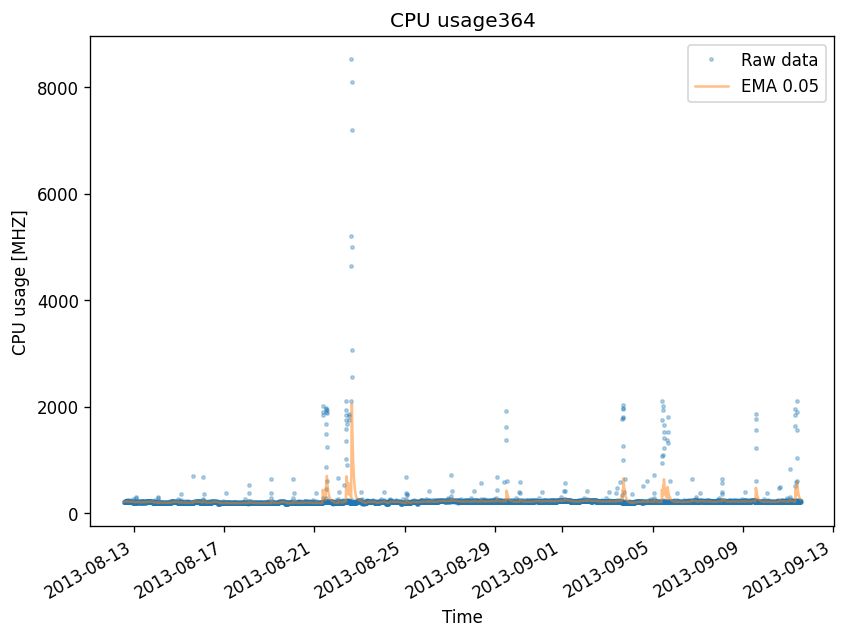 CPU usage364
Raw data
EMA 0.05
CPU usage [MHZ]
8000
6000
4000
2000
0
2013-08-13
2013-08-17
2013-08-21
2013-08-25
2013-08-29
2013-09-01
2013-09-05
2013-09-09
2013-09-13
Time